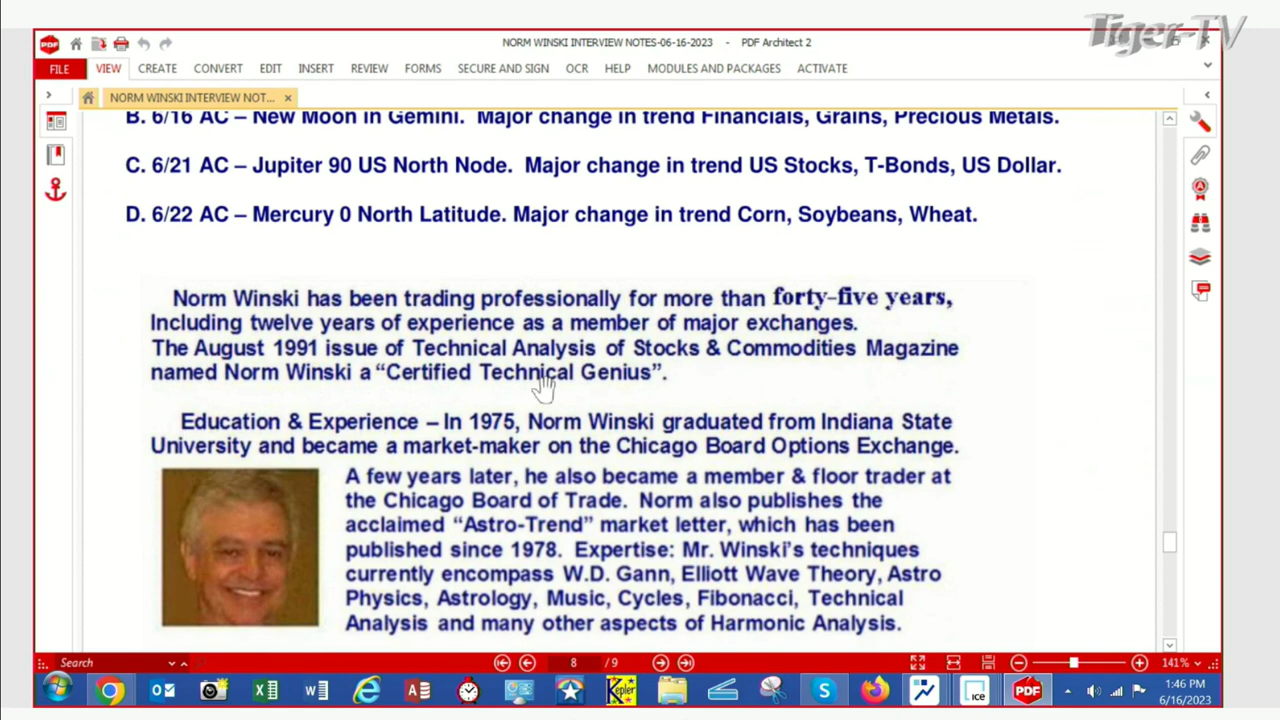 Tiger-TV
NORM WINSKI INTERVIEW NOTES-06-16-2023 - PDF Architect 2
FILE VIEW CREATE CONVERT EDIT INSERT REVIEW FORMS SECURE AND SIGN OCR HELP MODULES AND PACKAGES ACTIVATE
NORM WINSKI INTERVIEW NOT... ×
B. 6/16 AC – New Moon in Gemini. Major change in trend Financials, Grains, Precious Metals.
C. 6/21 AC – Jupiter 90 US North Node. Major change in trend US Stocks, T-Bonds, US Dollar.
D. 6/22 AC – Mercury 0 North Latitude. Major change in trend Corn, Soybeans, Wheat.
Norm Winski has been trading professionally for more than forty-five years,
Including twelve years of experience as a member of major exchanges.
The August 1991 issue of Technical Analysis of Stocks & Commodities Magazine
named Norm Winski a “Certified Technical Genius”.
Education & Experience – In 1975, Norm Winski graduated from Indiana State
University and became a market-maker on the Chicago Board Options Exchange.
A few years later, he also became a member & floor trader at
the Chicago Board of Trade. Norm also publishes the
acclaimed “Astro-Trend” market letter, which has been
published since 1978. Expertise: Mr. Winski’s techniques
currently encompass W.D. Gann, Elliott Wave Theory, Astro
Physics, Astrology, Music, Cycles, Fibonacci, Technical
Analysis and many other aspects of Harmonic Analysis.
Search 8 / 9 141%
Kepler ice PDF 1:46 PM
6/16/2023